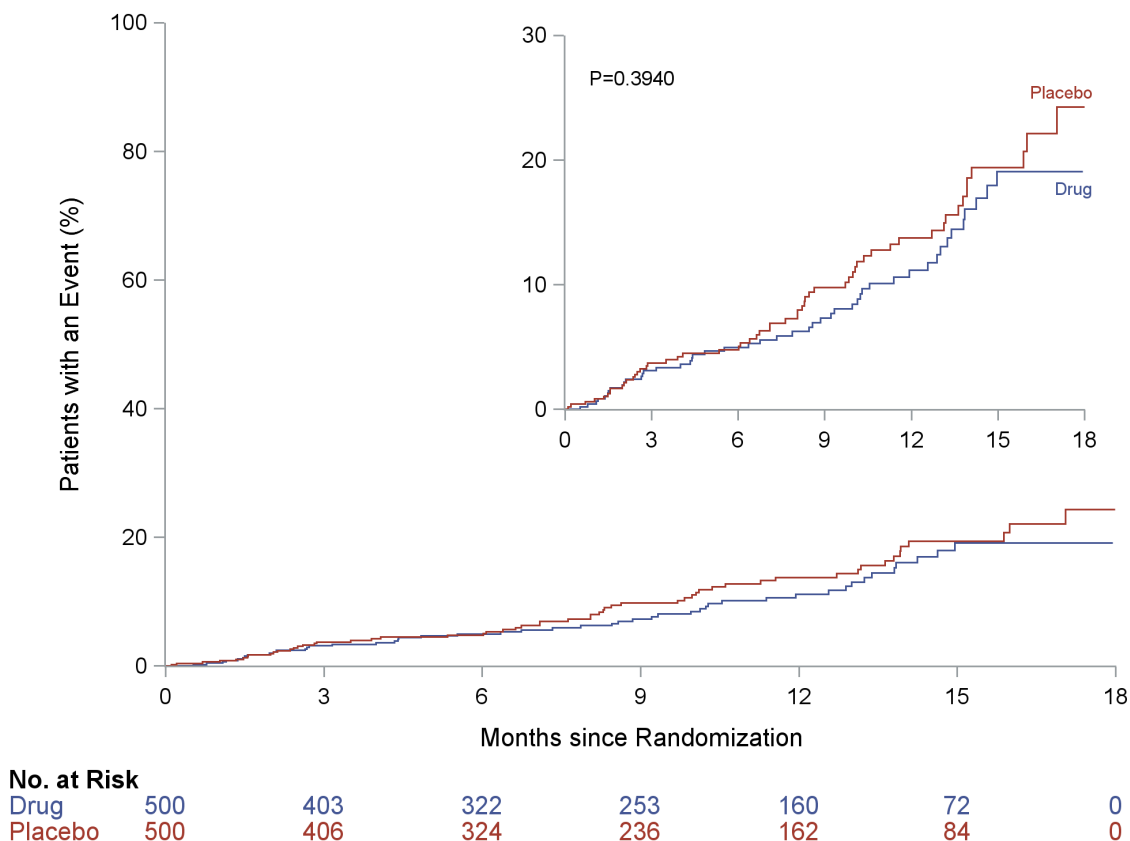 100
80
60
40
20
0
Patients with an Event (%)
30
20
10
0
P=0.3940
Placebo
Drug
0 3 6 9 12 15 18
0 3 6 9 12 15 18
Months since Randomization
No. at Risk
Drug 500 403 322 253 160 72 0
Placebo 500 406 324 236 162 84 0